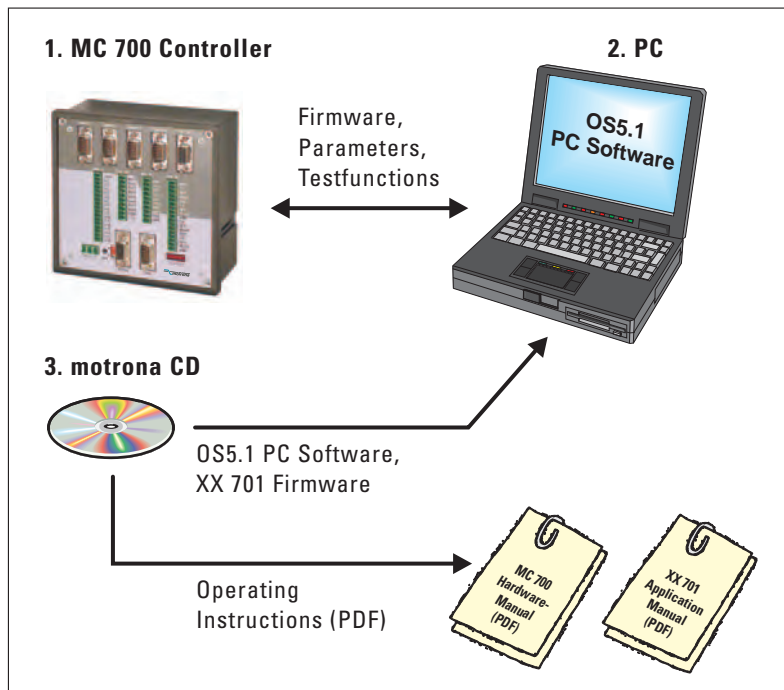 1. MC 700 Controller
2. PC
Firmware,
Parameters,
Testfunctions
OS5.1
PC Software
3. motrona CD
OS5.1 PC Software,
XX 701 Firmware
Operating
Instructions (PDF)
MC 700
Hardware-
Manual
(PDF)
XX 701
Application
Manual
(PDF)